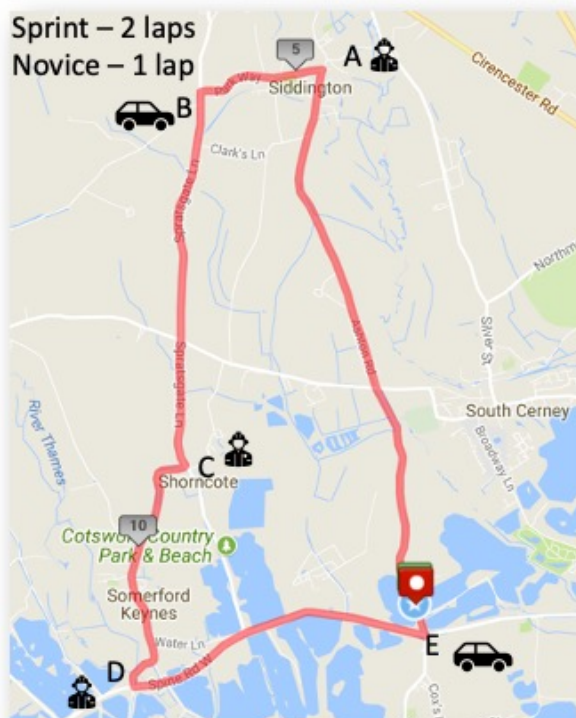 Sprint – 2 laps
Novice – 1 lap
5
A
Siddington
Park Way
B
Cirencester Rd
Clark's Ln
Spratsgate Ln
Northm
Ashton Rd
Silver St
Spratsgate Ln
South Cerney
River Thames
Broadway Ln
C
Shorncote
10
Cotswold Country
Park & Beach
Somerford
Keynes
Water Ln
E
D
Spine Rd W
Cox's